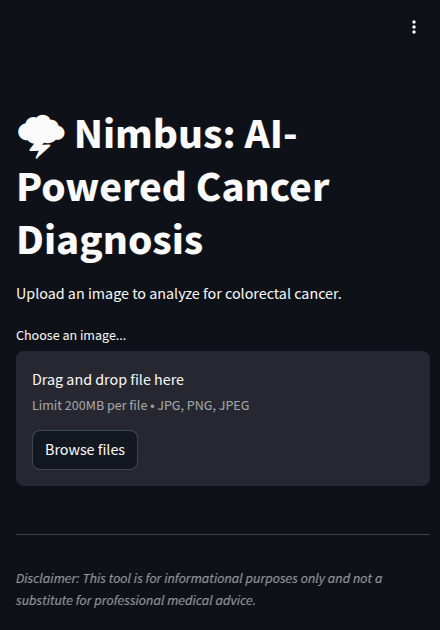 🌩 Nimbus: AI-
Powered Cancer
Diagnosis
Upload an image to analyze for colorectal cancer.
Choose an image...
Drag and drop file here
Limit 200MB per file • JPG, PNG, JPEG
Browse files
Disclaimer: This tool is for informational purposes only and not a
substitute for professional medical advice.